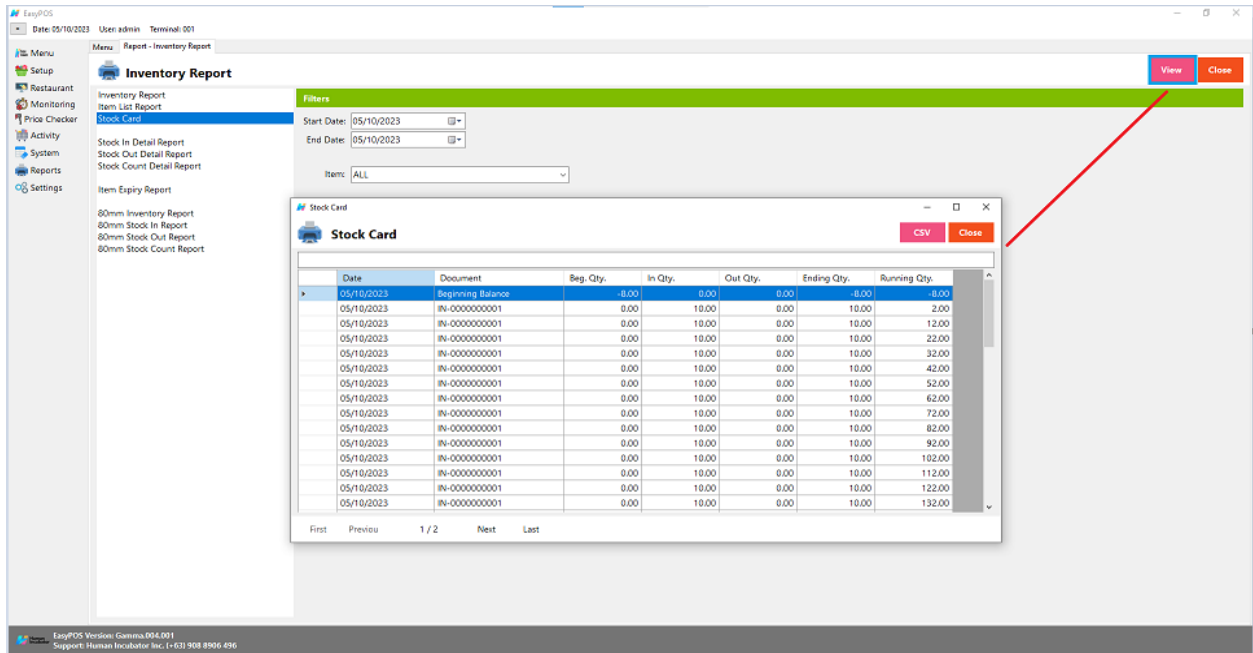 EasyPOS
Date: 05/10/2023 User: admin Terminal: 001
Menu
Setup
Restaurant
Monitoring
Price Checker
Activity
System
Reports
Settings
Menu Report - Inventory Report
Inventory Report
View Close
Inventory Report
Item List Report
Stock Card
Stock In Detail Report
Stock Out Detail Report
Stock Count Detail Report
Item Expiry Report
80mm Inventory Report
80mm Stock In Report
80mm Stock Out Report
80mm Stock Count Report
Filters
Start Date: 05/10/2023
End Date: 05/10/2023
Item: ALL
Stock Card
Stock Card
CSV Close
Date Document Beg. Qty. In Qty. Out Qty. Ending Qty. Running Qty.
05/10/2023 Beginning Balance -8.00 0.00 0.00 -8.00 -8.00
05/10/2023 IN-0000000001 0.00 10.00 0.00 10.00 2.00
05/10/2023 IN-0000000001 0.00 10.00 0.00 10.00 12.00
05/10/2023 IN-0000000001 0.00 10.00 0.00 10.00 22.00
05/10/2023 IN-0000000001 0.00 10.00 0.00 10.00 32.00
05/10/2023 IN-0000000001 0.00 10.00 0.00 10.00 42.00
05/10/2023 IN-0000000001 0.00 10.00 0.00 10.00 52.00
05/10/2023 IN-0000000001 0.00 10.00 0.00 10.00 62.00
05/10/2023 IN-0000000001 0.00 10.00 0.00 10.00 72.00
05/10/2023 IN-0000000001 0.00 10.00 0.00 10.00 82.00
05/10/2023 IN-0000000001 0.00 10.00 0.00 10.00 92.00
05/10/2023 IN-0000000001 0.00 10.00 0.00 10.00 102.00
05/10/2023 IN-0000000001 0.00 10.00 0.00 10.00 112.00
05/10/2023 IN-0000000001 0.00 10.00 0.00 10.00 122.00
05/10/2023 IN-0000000001 0.00 10.00 0.00 10.00 132.00
First Previou 1 / 2 Next Last
Human Incubator
EasyPOS Version: Gamma.004.001
Support: Human Incubator Inc. (+63) 908 8906 496